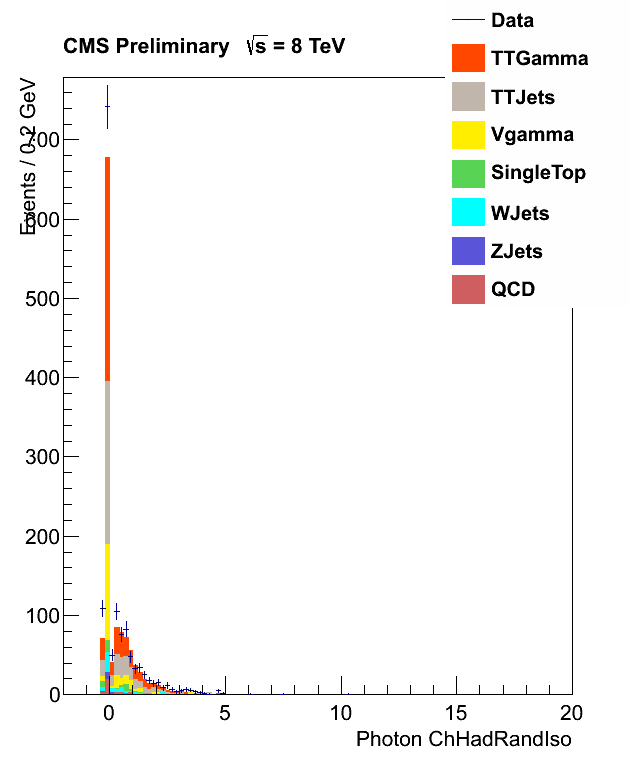 CMS Preliminary √s = 8 TeV
Data
TTGamma
TTJets
Vgamma
SingleTop
WJets
ZJets
QCD
Events / 0.2 GeV
700
600
500
400
300
200
100
0
0 5 10 15 20
Photon ChHadRandIso